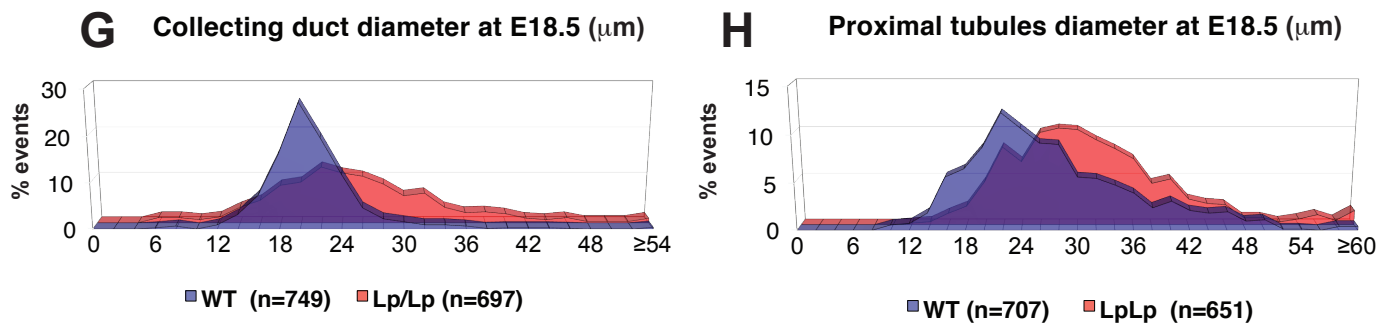 G Collecting duct diameter at E18.5 (μm)
% events
30
20
10
0
0 6 12 18 24 30 36 42 48 ≥54
WT (n=749) Lp/Lp (n=697)
H Proximal tubules diameter at E18.5 (μm)
% events
15
10
5
0
0 6 12 18 24 30 36 42 48 54 ≥60
WT (n=707) LpLp (n=651)